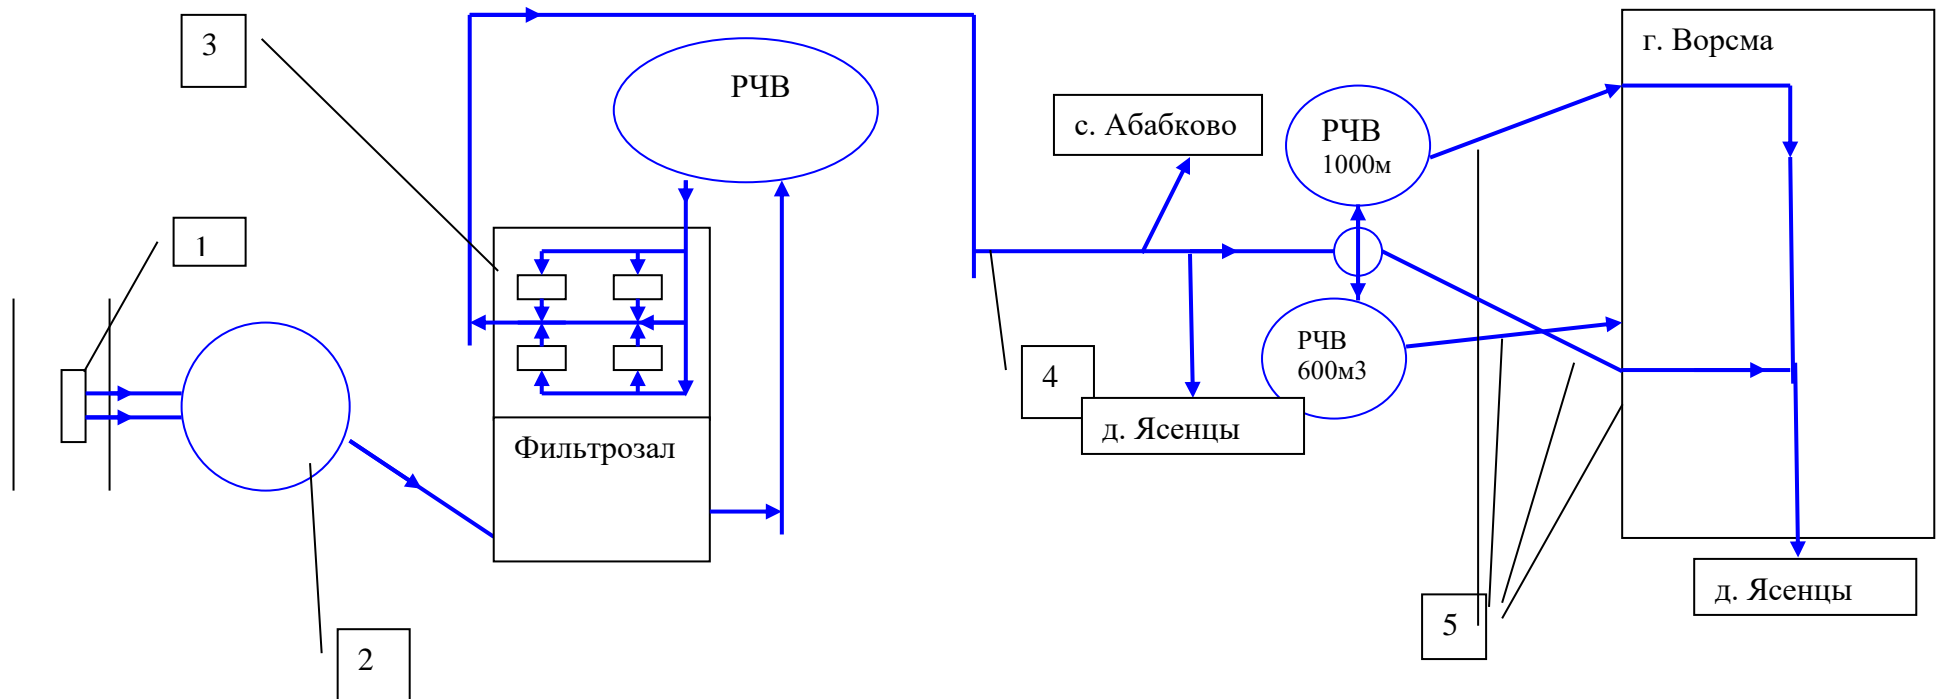 3
РЧВ
г. Ворсма
с. Абабково
РЧВ
1000м
1
РЧВ
600м3
4
д. Ясенцы
Фильтрозал
д. Ясенцы
5
2